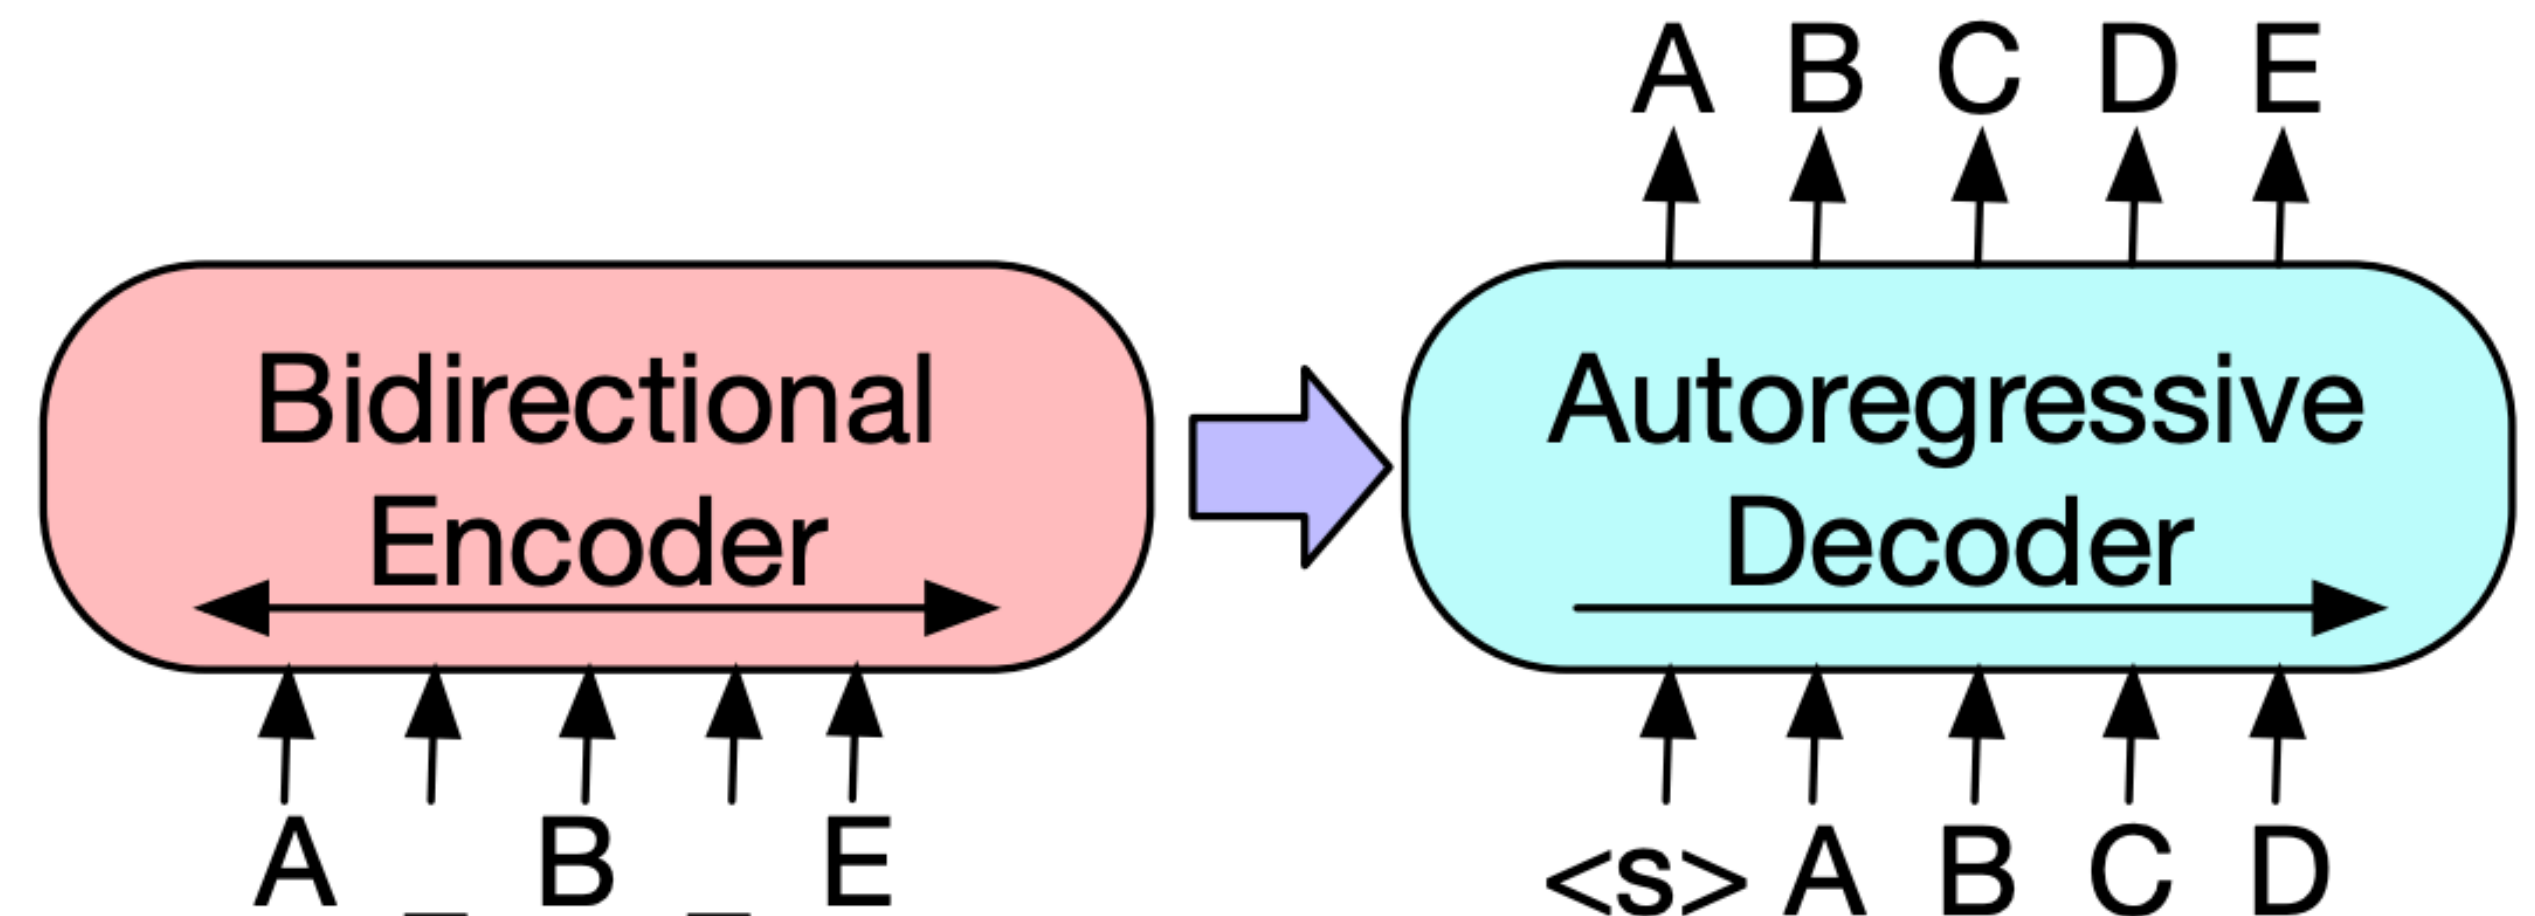 A B C D E
Bidirectional
Encoder
Autoregressive
Decoder
A _ B _ E
<s> A B C D